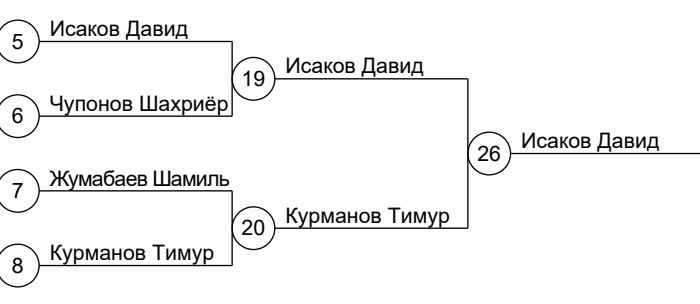 5
Исаков Давид
19
Исаков Давид
6
Чупонов Шахриёр
26
Исаков Давид
7
Жумабаев Шамиль
20
Курманов Тимур
8
Курманов Тимур